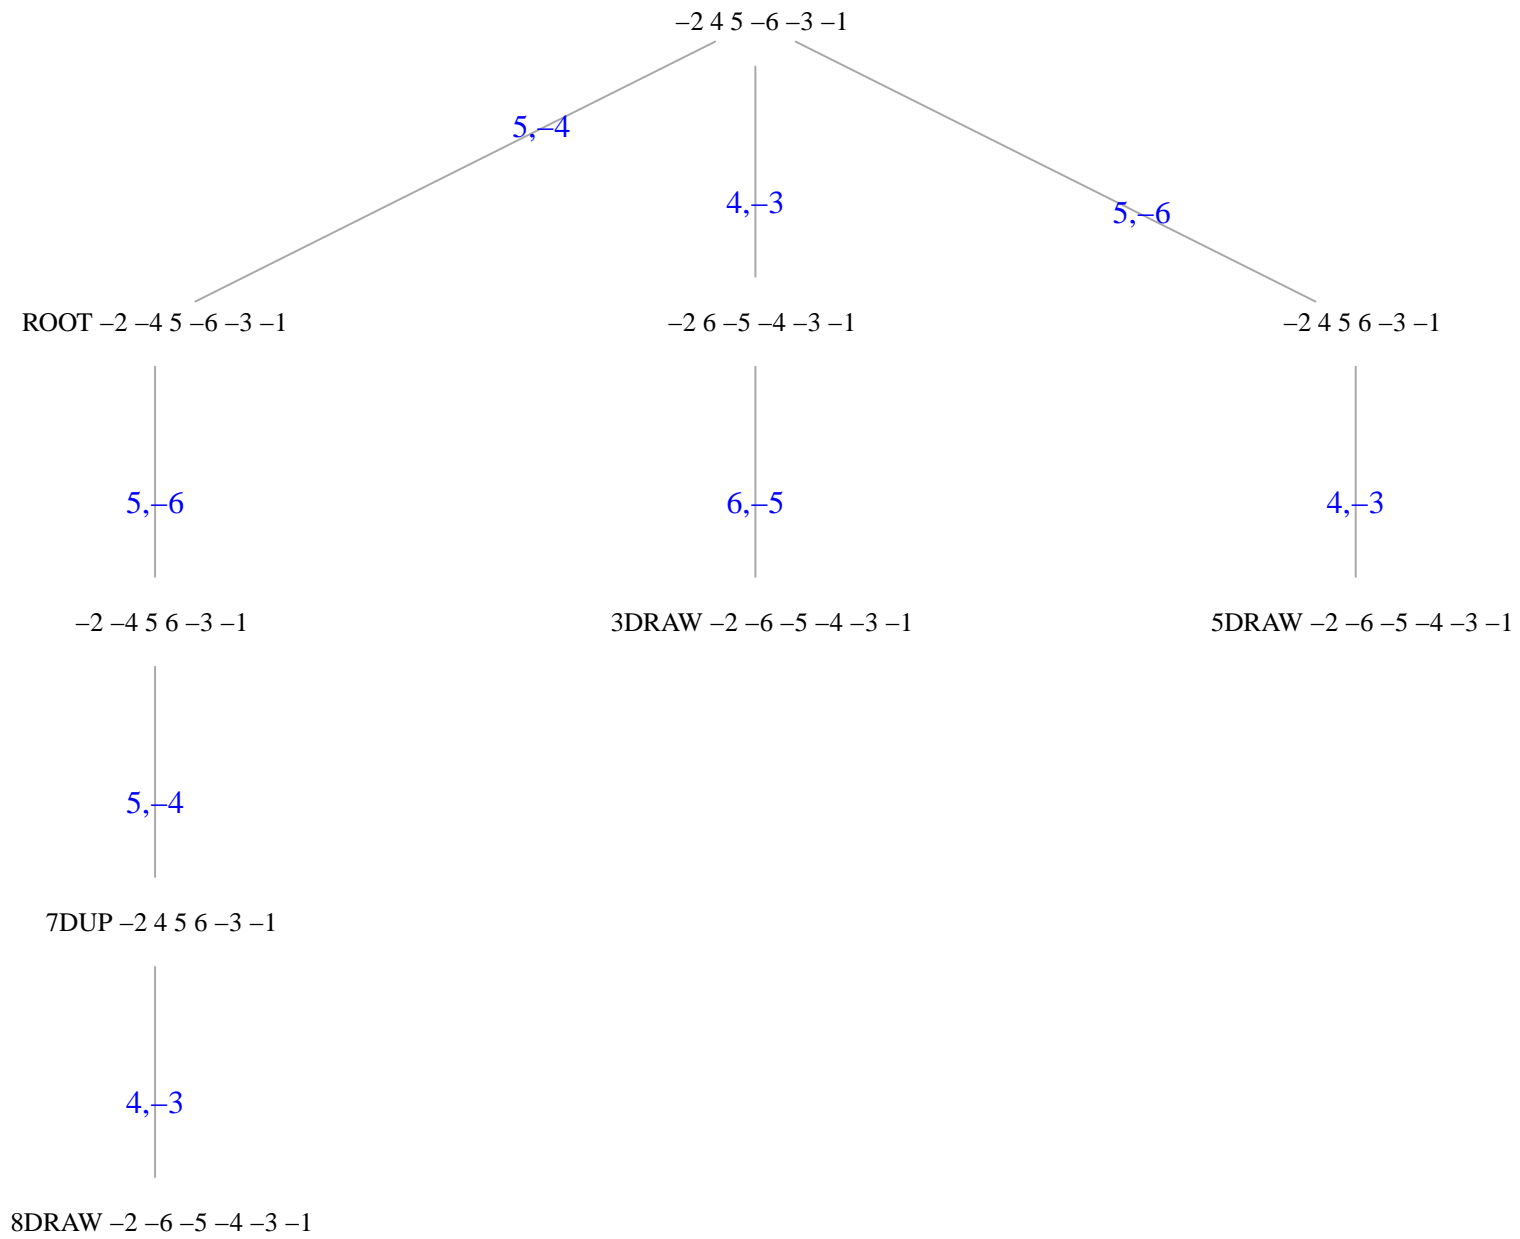 –2 4 5 –6 –3 –1
5,–4
4,–3
5,–6
ROOT –2 –4 5 –6 –3 –1
–2 6 –5 –4 –3 –1
–2 4 5 6 –3 –1
5,–6
6,–5
4,–3
–2 –4 5 6 –3 –1
3DRAW –2 –6 –5 –4 –3 –1
5DRAW –2 –6 –5 –4 –3 –1
5,–4
7DUP –2 4 5 6 –3 –1
4,–3
8DRAW –2 –6 –5 –4 –3 –1